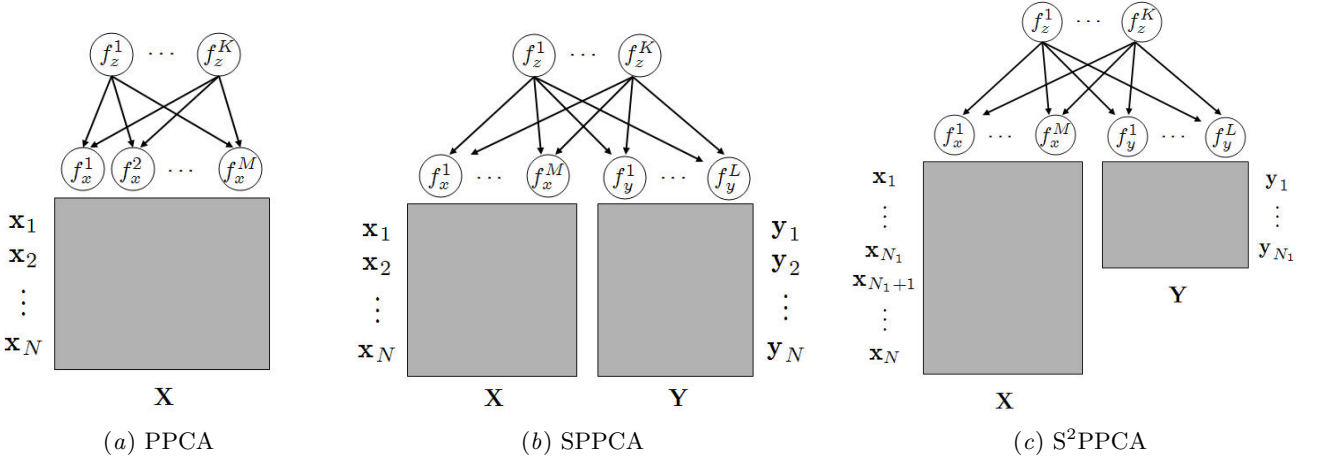 f_z^1 ··· f_z^K
f_x^1 f_x^2 ··· f_x^M
x_1
x_2
⋮
x_N
X
(a) PPCA
f_z^1 ··· f_z^K
f_x^1 ··· f_x^M f_y^1 ··· f_y^L
x_1 y_1
x_2 y_2
⋮ ⋮
x_N y_N
X Y
(b) SPPCA
f_z^1 ··· f_z^K
f_x^1 ··· f_x^M f_y^1 ··· f_y^L
x_1 y_1
⋮ ⋮
x_{N_1} y_{N_1}
x_{N_1+1}
⋮
x_N
Y
X
(c) S²PPCA